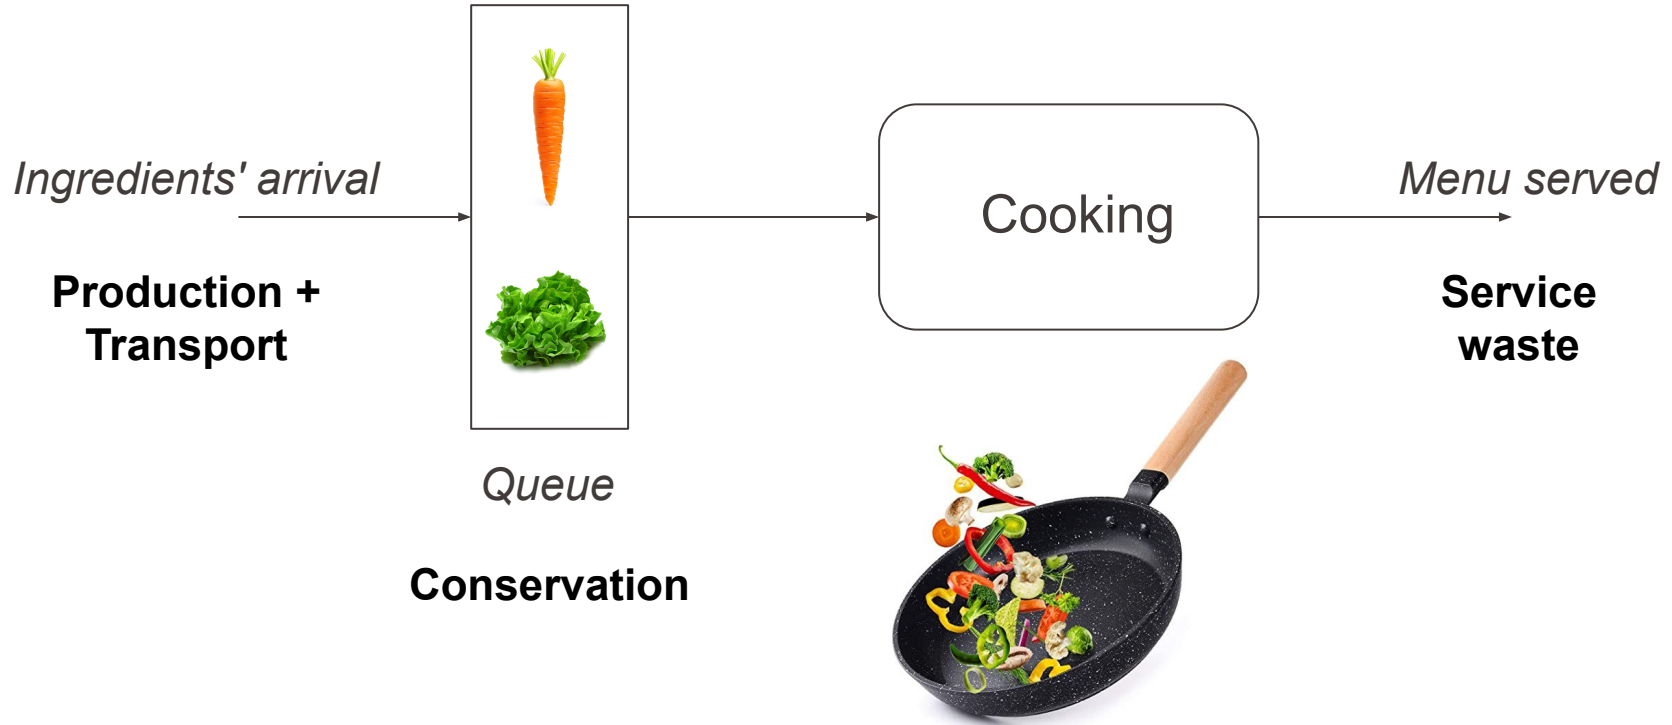 Ingredients' arrival
Production +
Transport
Queue
Conservation
Cooking
Menu served
Service
waste